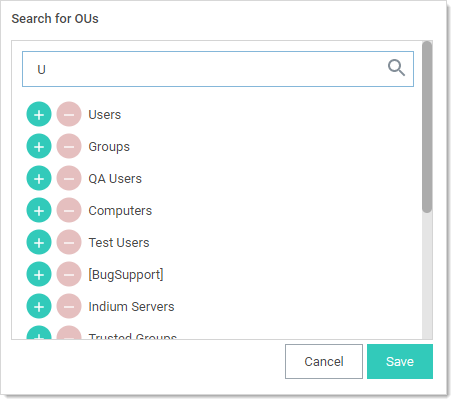 Search for OUs
U
Users
Groups
QA Users
Computers
Test Users
[BugSupport]
Indium Servers
Trusted Groups
Cancel
Save